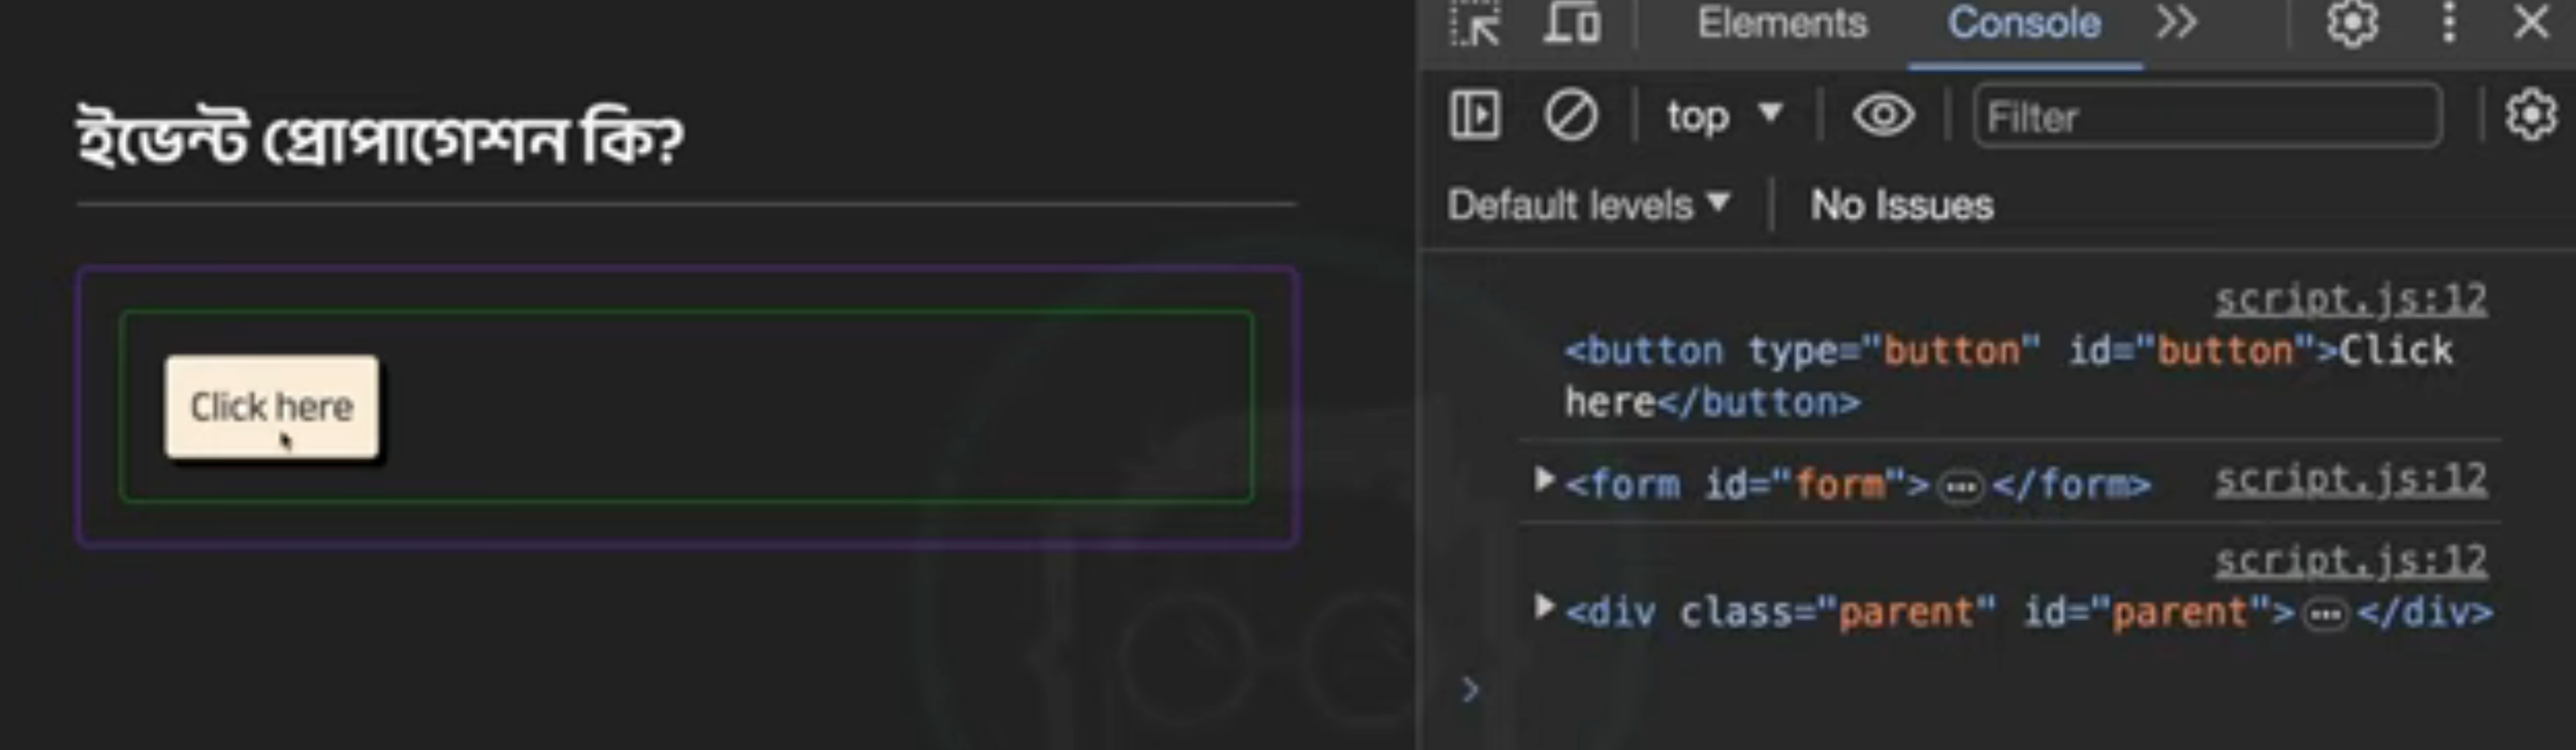 ইভেন্ট প্রোপাগেশন কি?
Click here
Elements Console
top Filter
Default levels No Issues
script.js:12
<button type="button" id="button">Click
here</button>
<form id="form">…</form> script.js:12
script.js:12
<div class="parent" id="parent">…</div>